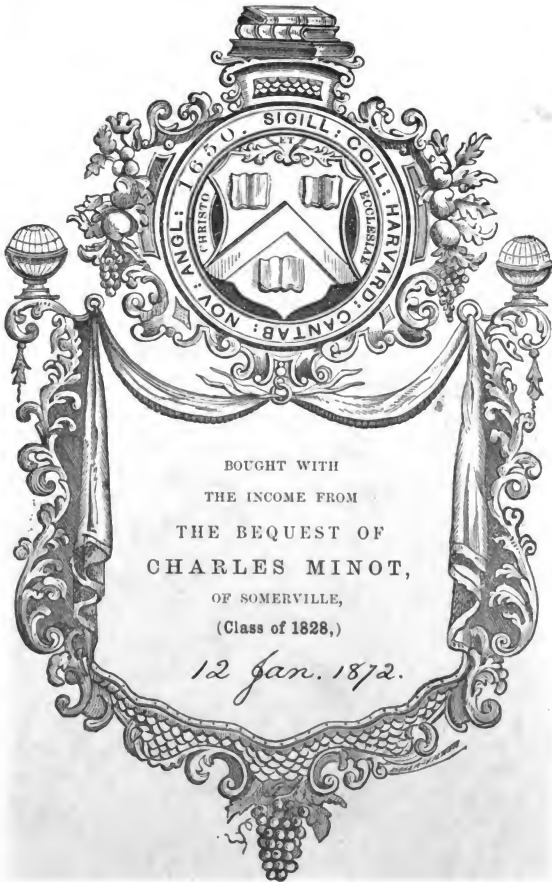 SIGILL: COLL: HARVARD: CANTAB: NOV: ANGL: 1650.
ET
CHRISTO
ECCLESIAE
BOUGHT WITH
THE INCOME FROM
THE BEQUEST OF
CHARLES MINOT,
OF SOMERVILLE,
(Class of 1828,)
12 Jan. 1872.